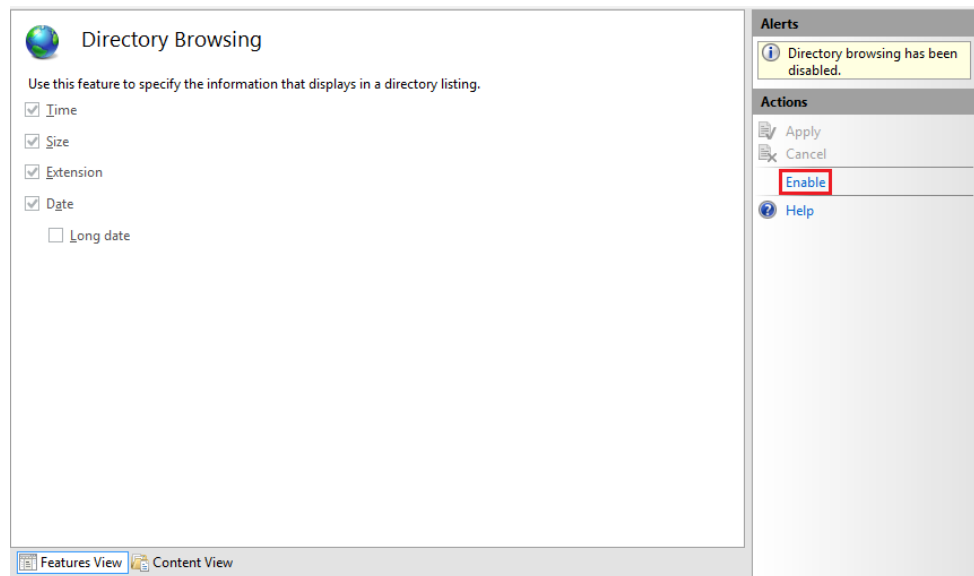 Directory Browsing
Use this feature to specify the information that displays in a directory listing.
Time
Size
Extension
Date
Long date
Features View
Content View
Alerts
Directory browsing has been
disabled.
Actions
Apply
Cancel
Enable
Help